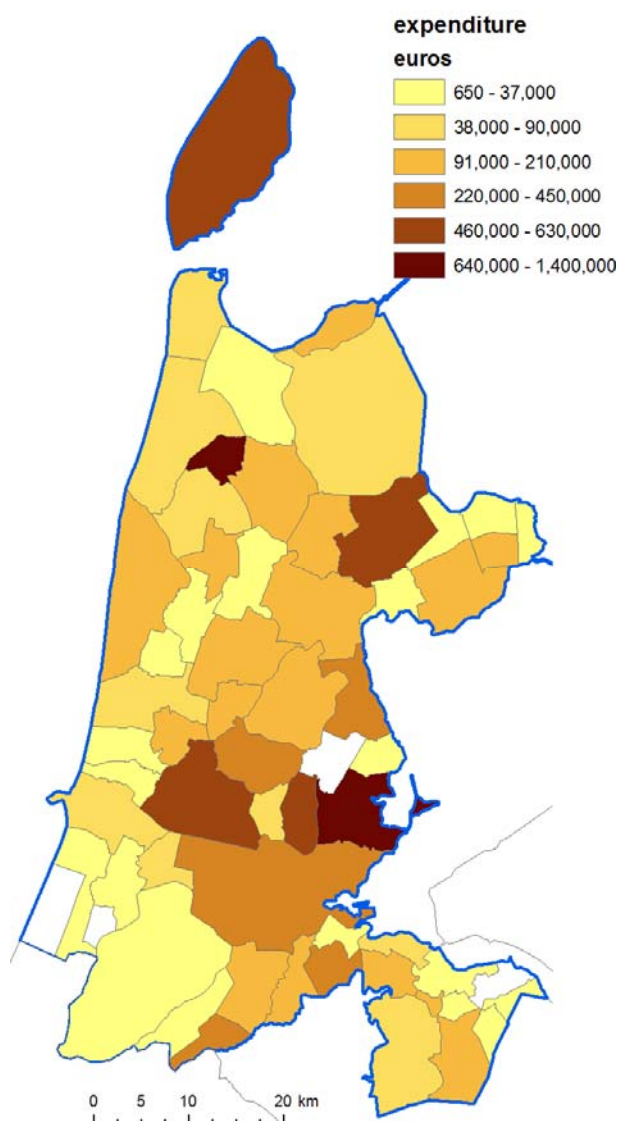 expenditure
euros
650 - 37,000
38,000 - 90,000
91,000 - 210,000
220,000 - 450,000
460,000 - 630,000
640,000 - 1,400,000
0 5 10 20 km